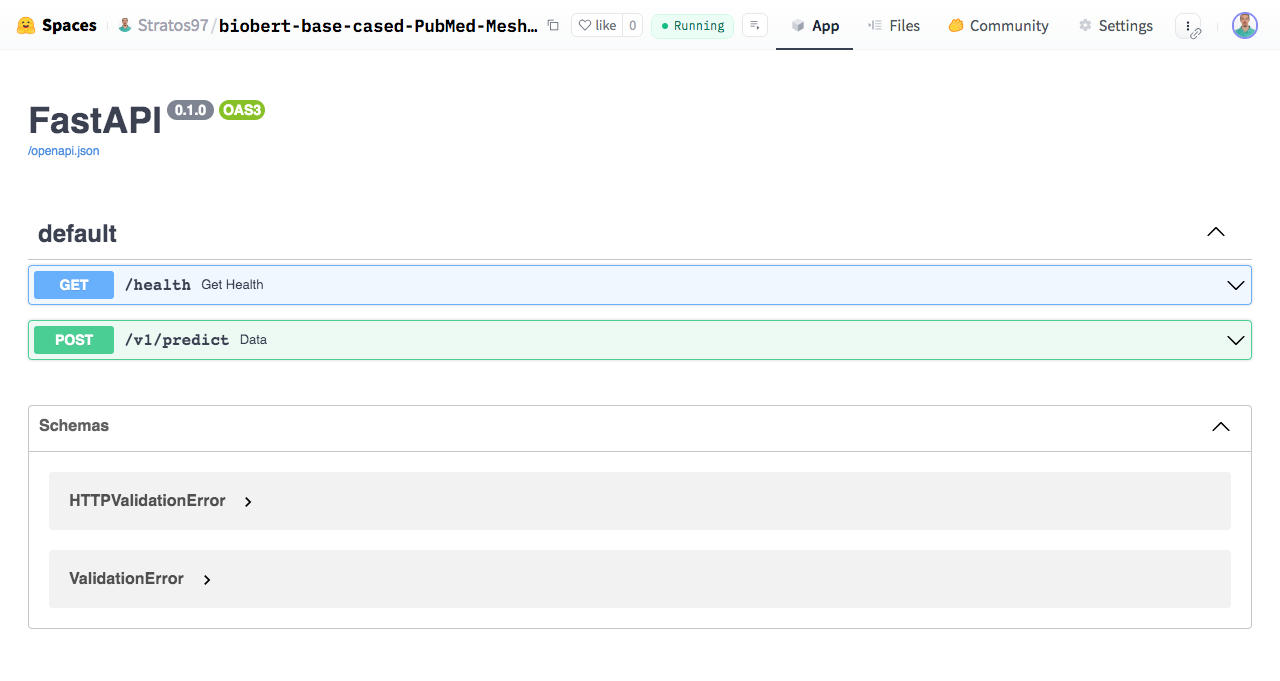 Spaces Stratos97/biobert-base-cased-PubMed-Mesh… like 0 Running App Files Community Settings
FastAPI 0.1.0 OAS3
/openapi.json
default
GET /health Get Health
POST /v1/predict Data
Schemas
HTTPValidationError
ValidationError